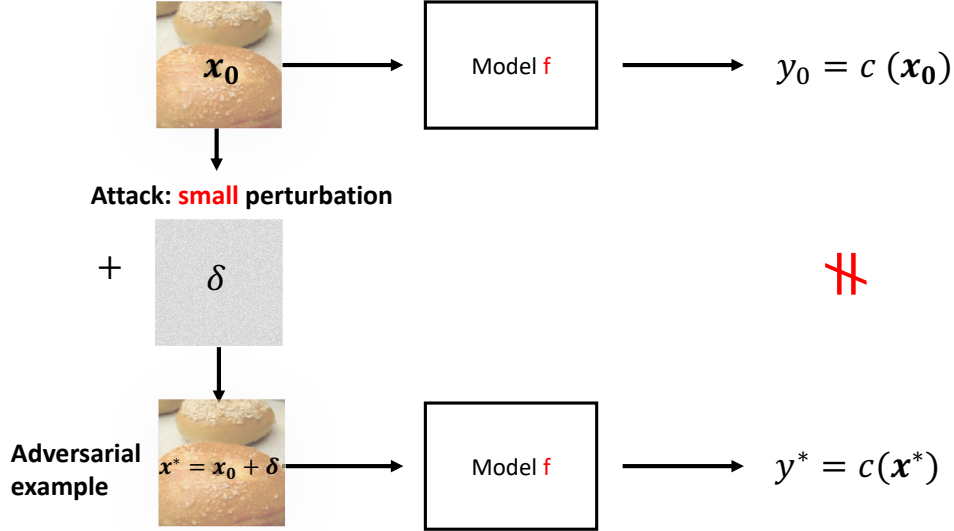 x₀
Model f
y₀ = c (x₀)
Attack: small perturbation
+
δ
≠
Adversarial
example
x* = x₀ + δ
Model f
y* = c(x*)